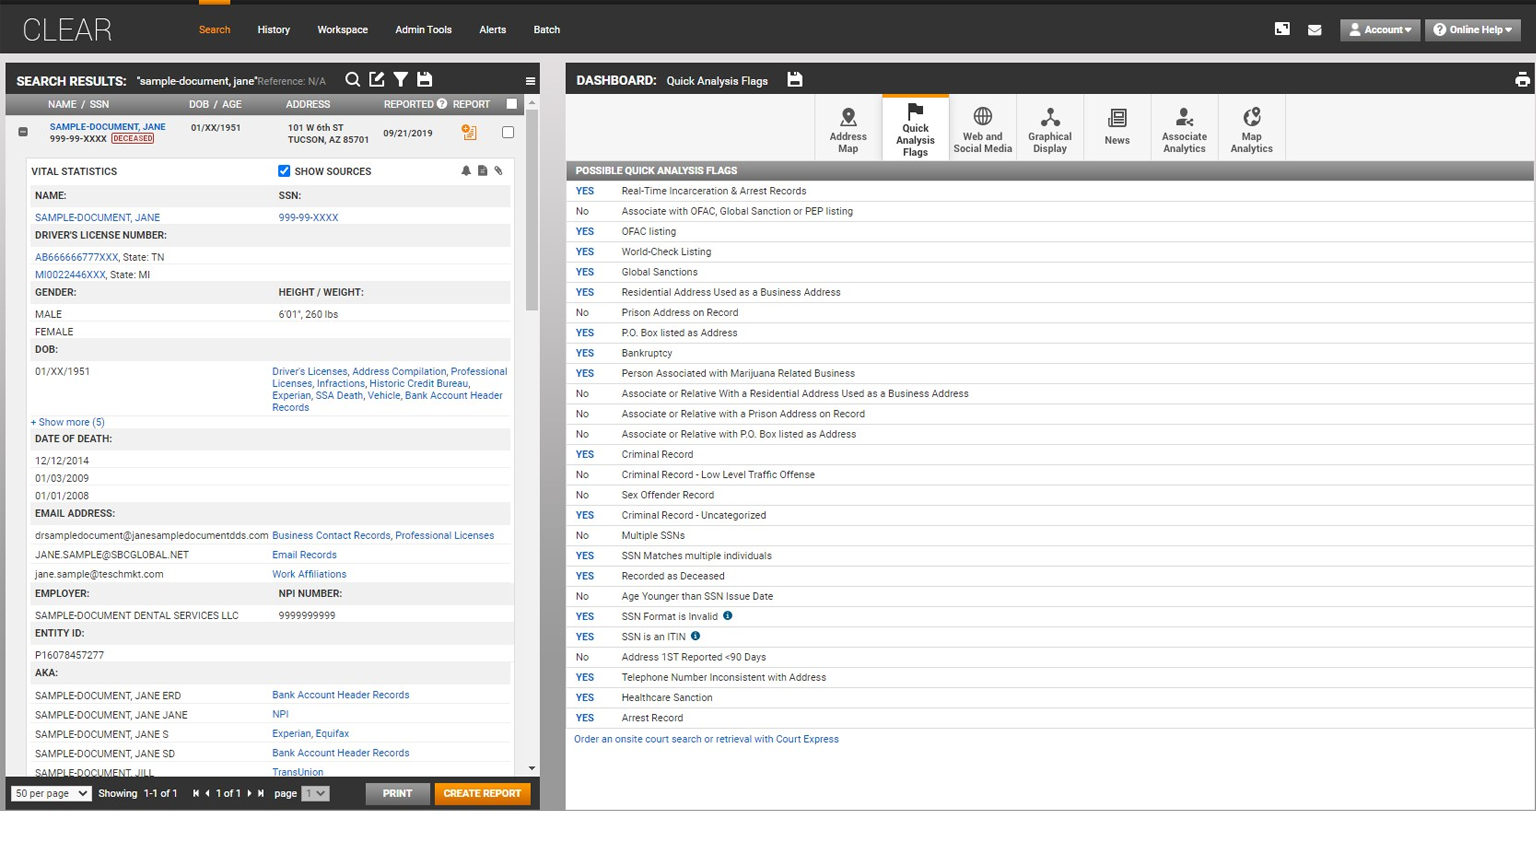 CLEAR
Search History Workspace Admin Tools Alerts Batch
Account Online Help
SEARCH RESULTS: "sample-document, jane"Reference: N/A
NAME / SSN DOB / AGE ADDRESS REPORTED REPORT
SAMPLE-DOCUMENT, JANE 01/XX/1951 101 W 6th ST 09/21/2019
999-99-XXXX DECEASED TUCSON, AZ 85701
VITAL STATISTICS SHOW SOURCES
NAME: SSN:
SAMPLE-DOCUMENT, JANE 999-99-XXXX
DRIVER'S LICENSE NUMBER:
AB666666777XXX, State: TN
MI0022446XXX, State: MI
GENDER: HEIGHT / WEIGHT:
MALE 6'01", 260 lbs
FEMALE
DOB:
01/XX/1951 Driver's Licenses, Address Compilation, Professional
Licenses, Infractions, Historic Credit Bureau,
Experian, SSA Death, Vehicle, Bank Account Header
Records
+ Show more (5)
DATE OF DEATH:
12/12/2014
01/03/2009
01/01/2008
EMAIL ADDRESS:
drsampledocument@janesampledocumentdds.com Business Contact Records, Professional Licenses
JANE.SAMPLE@SBCGLOBAL.NET Email Records
jane.sample@teschmkt.com Work Affiliations
EMPLOYER: NPI NUMBER:
SAMPLE-DOCUMENT DENTAL SERVICES LLC 9999999999
ENTITY ID:
P16078457277
AKA:
SAMPLE-DOCUMENT, JANE ERD Bank Account Header Records
SAMPLE-DOCUMENT, JANE JANE NPI
SAMPLE-DOCUMENT, JANE S Experian, Equifax
SAMPLE-DOCUMENT, JANE SD Bank Account Header Records
SAMPLE-DOCUMENT, JILL TransUnion
50 per page Showing 1-1 of 1 1 of 1 page 1 PRINT CREATE REPORT
DASHBOARD: Quick Analysis Flags
Address Map
Quick Analysis Flags
Web and Social Media
Graphical Display
News
Associate Analytics
Map Analytics
POSSIBLE QUICK ANALYSIS FLAGS
YES Real-Time Incarceration & Arrest Records
No Associate with OFAC, Global Sanction or PEP listing
YES OFAC listing
YES World-Check Listing
YES Global Sanctions
YES Residential Address Used as a Business Address
No Prison Address on Record
YES P.O. Box listed as Address
YES Bankruptcy
YES Person Associated with Marijuana Related Business
No Associate or Relative With a Residential Address Used as a Business Address
No Associate or Relative with a Prison Address on Record
No Associate or Relative with P.O. Box listed as Address
YES Criminal Record
No Criminal Record - Low Level Traffic Offense
No Sex Offender Record
YES Criminal Record - Uncategorized
No Multiple SSNs
YES SSN Matches multiple individuals
YES Recorded as Deceased
No Age Younger than SSN Issue Date
YES SSN Format is Invalid
YES SSN is an ITIN
No Address 1ST Reported <90 Days
YES Telephone Number Inconsistent with Address
YES Healthcare Sanction
YES Arrest Record
Order an onsite court search or retrieval with Court Express